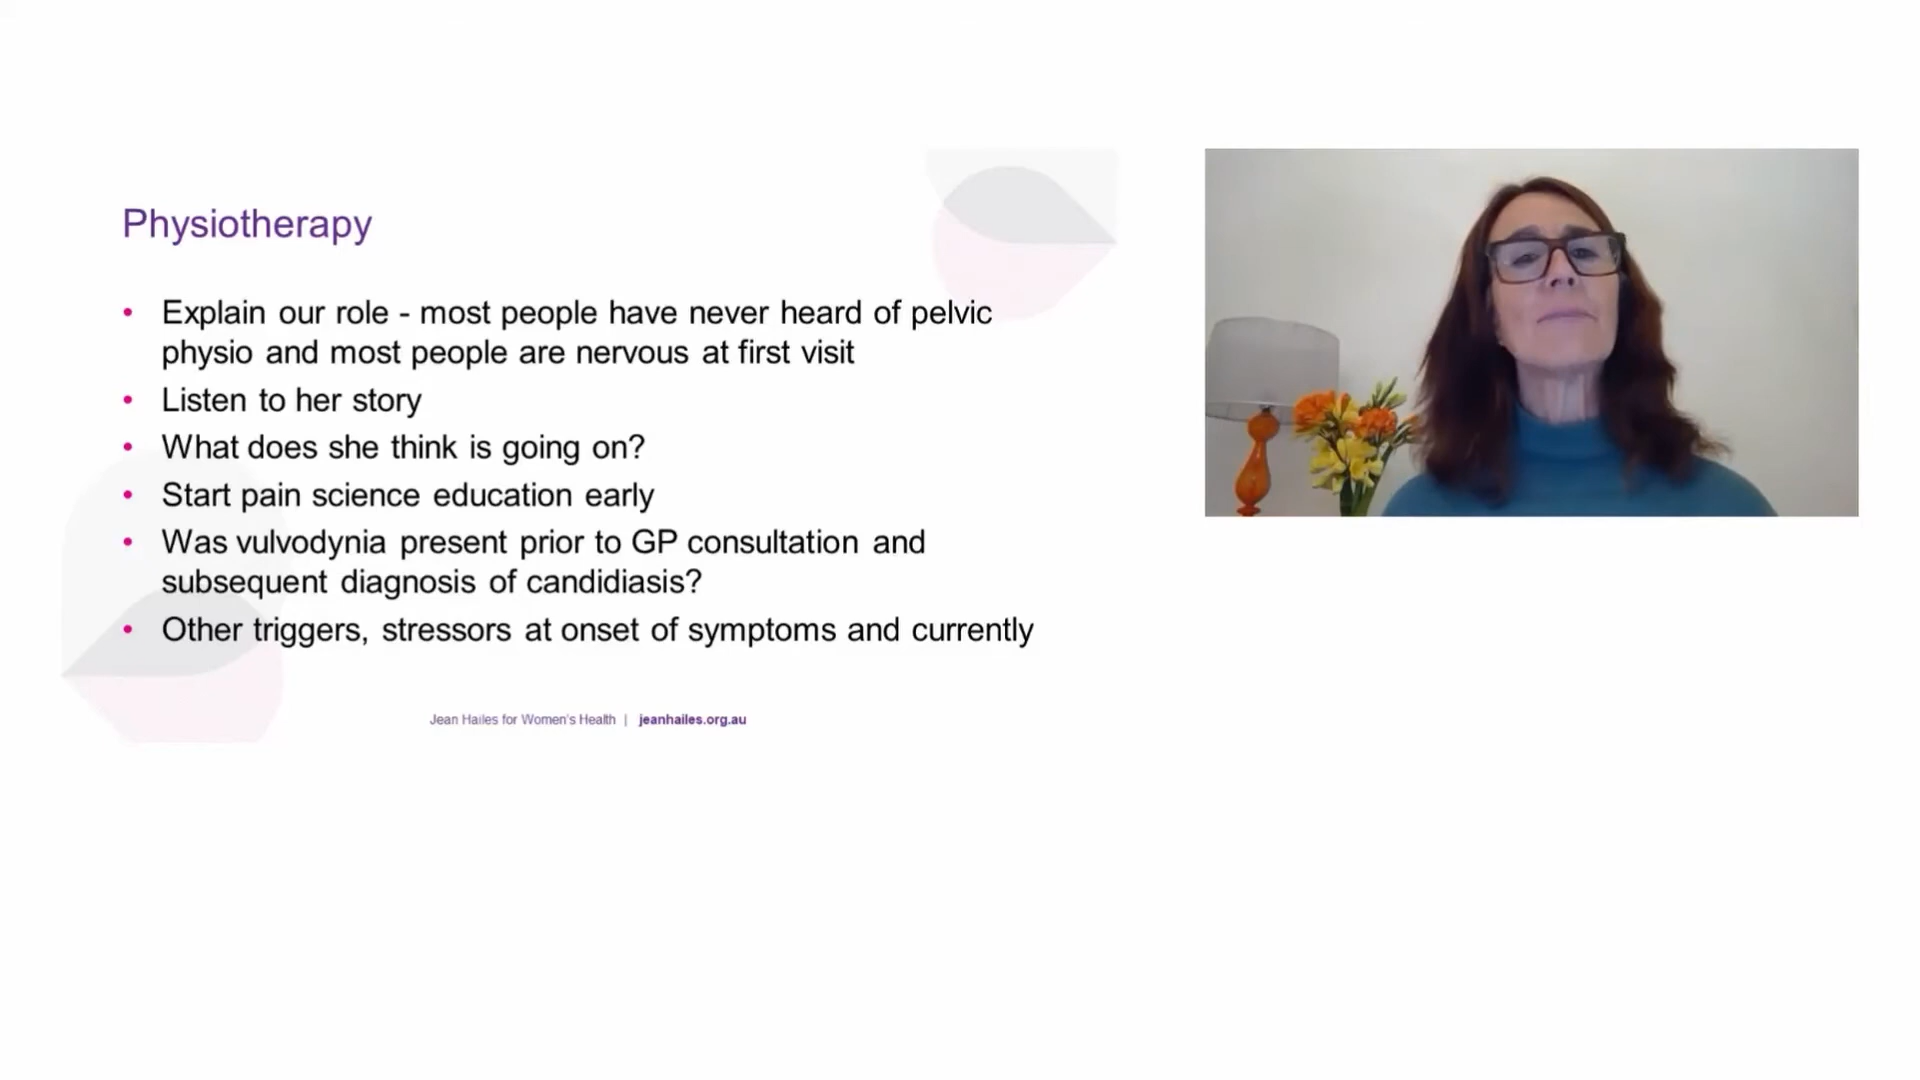 Physiotherapy
• Explain our role - most people have never heard of pelvic
physio and most people are nervous at first visit
• Listen to her story
• What does she think is going on?
• Start pain science education early
• Was vulvodynia present prior to GP consultation and
subsequent diagnosis of candidiasis?
• Other triggers, stressors at onset of symptoms and currently
Jean Hailes for Women's Health | jeanhailes.org.au